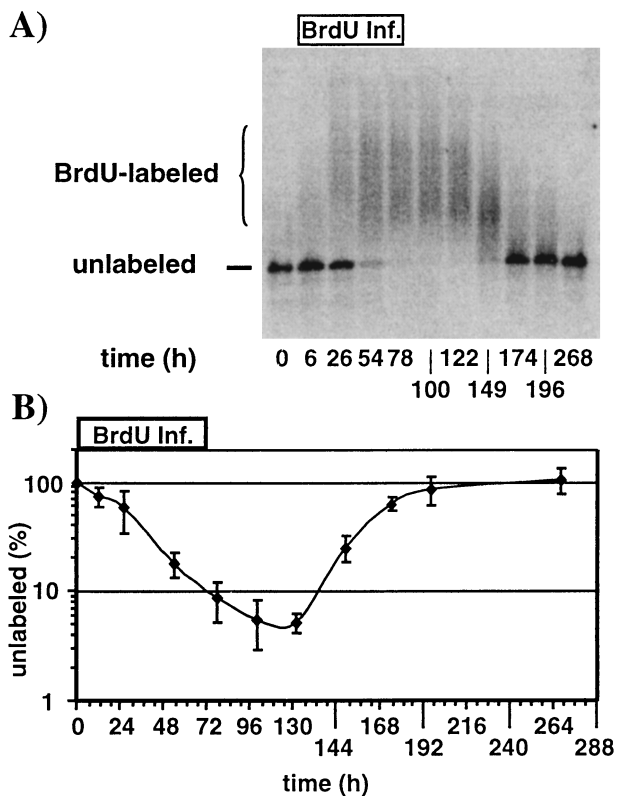 A)
BrdU Inf.
BrdU-labeled
unlabeled
time (h) 0 6 26 54 78 | 122 | 174 | 268
100 149 196
B)
BrdU Inf.
unlabeled (%)
100
10
1
0 24 48 72 96 130 168 216 264
144 192 240 288
time (h)